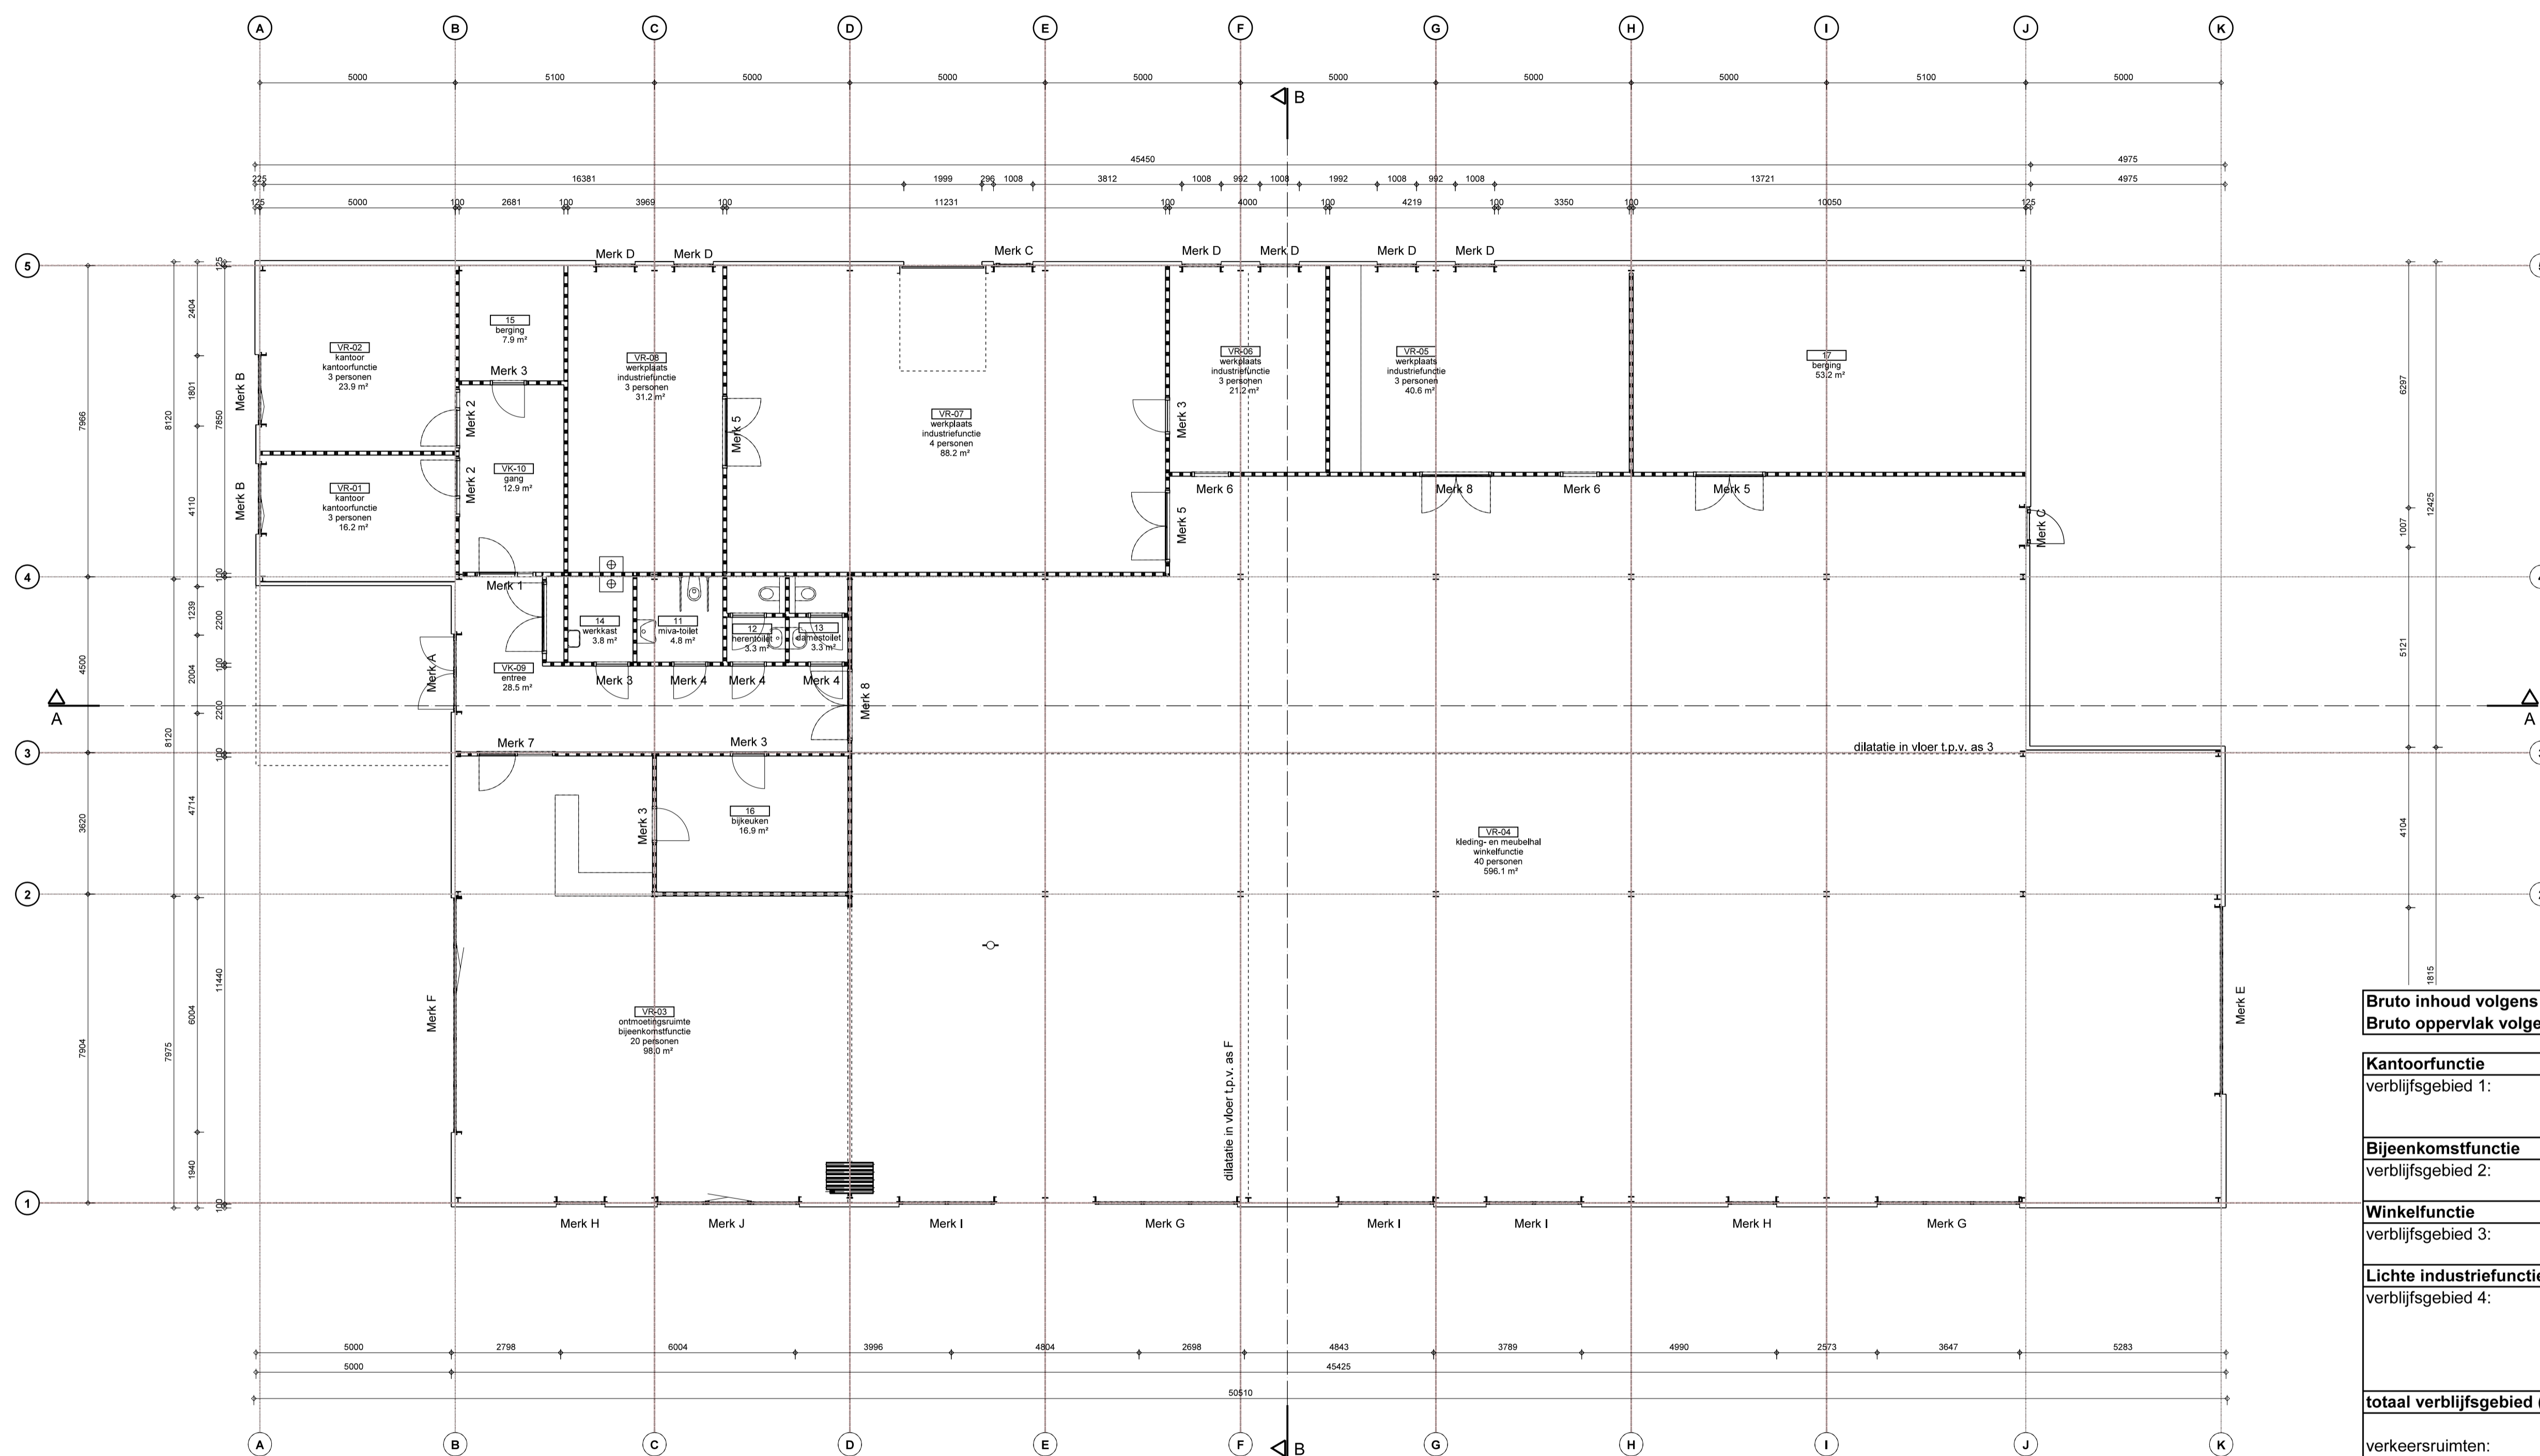 A B C D E F G H I J K
5000 5100 5000 5000 5000 5000 5000 5000 5100 5000
B
45450 4975
225 16381 1999 296 1008 3812 1008 992 1008 1992 1008 992 1008 13721 4975
125 5000 100 2681 100 3969 100 11231 100 4000 100 4219 100 3350 100 10050 125
Merk D Merk D Merk C Merk D Merk D Merk D Merk D
5
4
3
2
1
7966
4500
3620
7904
8120
8120
7975
2404
1801
4110
1239
2004
4714
6004
1940
125
7850
100
2200
100
2200
100
11440
100
Merk B
Merk B
Merk A
Merk F
VR-02
kantoor
kantoorfunctie
3 personen
23.9 m²
VR-01
kantoor
kantoorfunctie
3 personen
16.2 m²
15
berging
7.9 m²
Merk 3
Merk 2
Merk 2
VK-10
gang
12.9 m²
Merk 1
VR-08
werkplaats
industriefunctie
3 personen
31.2 m²
Merk 5
VR-07
werkplaats
industriefunctie
4 personen
88.2 m²
Merk 3
Merk 5
VR-06
werkplaats
industriefunctie
3 personen
21.2 m²
VR-05
werkplaats
industriefunctie
3 personen
40.6 m²
17
berging
53.2 m²
Merk 6 Merk 8 Merk 6 Merk 5
Merk C
14
werkkast
3.8 m²
11
miva-toilet
4.8 m²
12
herentoilet
3.3 m²
13
damestoilet
3.3 m²
VK-09
entree
28.5 m²
Merk 3 Merk 4 Merk 4 Merk 4
Merk 8
A
A
Merk 7 Merk 3
dilatatie in vloer t.p.v. as 3
Merk 3
16
bijkeuken
16.9 m²
VR-04
kleding- en meubelhal
winkelfunctie
40 personen
596.1 m²
VR-03
ontmoetingsruimte
bijeenkomstfunctie
20 personen
98.0 m²
dilatatie in vloer t.p.v. as F
Merk E
6297
1007
5121
4104
12425
1815
Merk H Merk J Merk I Merk G Merk I Merk I Merk H Merk G
5000 2798 6004 3996 4804 2698 4843 3789 4990 2573 3647 5283
5000 45425
50510
A B C D E F G H I J K
B
Bruto inhoud volgens
Bruto oppervlak volge
Kantoorfunctie
verblijfsgebied 1:
Bijeenkomstfunctie
verblijfsgebied 2:
Winkelfunctie
verblijfsgebied 3:
Lichte industriefunctie
verblijfsgebied 4:
totaal verblijfsgebied (
verkeersruimten: